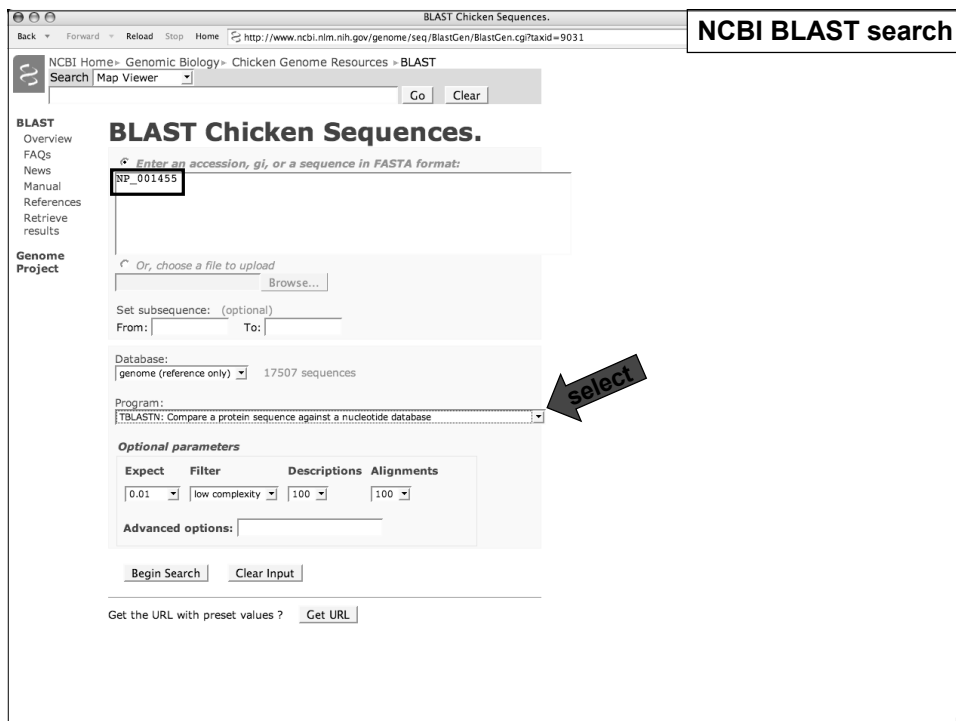 BLAST Chicken Sequences.
NCBI BLAST search
Back Forward Reload Stop Home http://www.ncbi.nlm.nih.gov/genome/seq/BlastGen/BlastGen.cgi?taxid=9031
NCBI Home▸ Genomic Biology▸ Chicken Genome Resources ▸BLAST
Search Map Viewer
Go Clear
BLAST
Overview
FAQs
News
Manual
References
Retrieve
results
Genome
Project
BLAST Chicken Sequences.
Enter an accession, gi, or a sequence in FASTA format:
NP_001455
Or, choose a file to upload
Browse...
Set subsequence: (optional)
From: To:
Database:
genome (reference only) 17507 sequences
select
Program:
TBLASTN: Compare a protein sequence against a nucleotide database
Optional parameters
Expect Filter Descriptions Alignments
0.01 low complexity 100 100
Advanced options:
Begin Search Clear Input
Get the URL with preset values ? Get URL